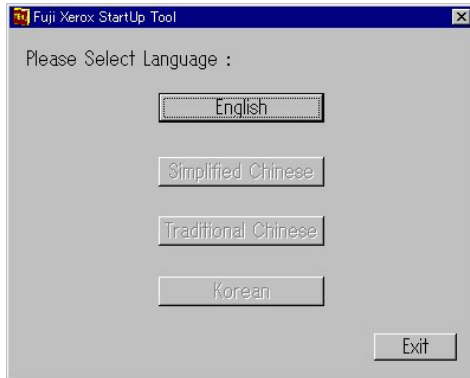 Fuji Xerox StartUp Tool
Please Select Language :
English
Simplified Chinese
Traditional Chinese
Korean
Exit